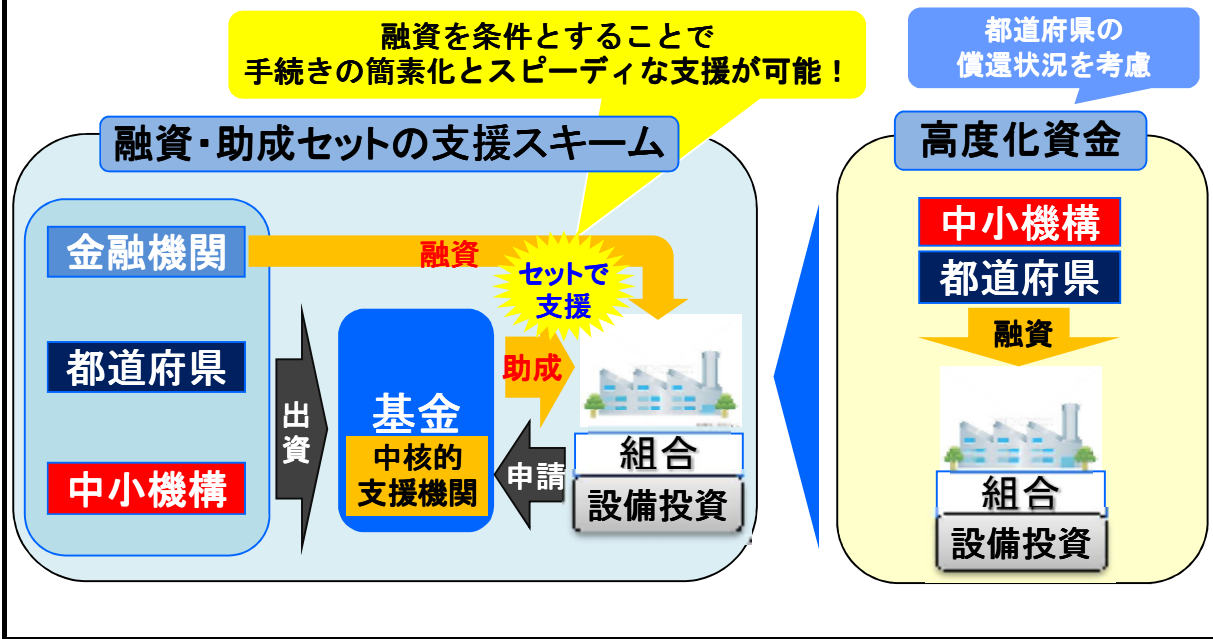 融資を条件とすることで
手続きの簡素化とスピーディな支援が可能！
都道府県の
償還状況を考慮
融資・助成セットの支援スキーム
高度化資金
金融機関
融資
セットで
支援
都道府県
出資
基金
中核的
支援機関
助成
申請
組合
設備投資
中小機構
中小機構
都道府県
融資
組合
設備投資